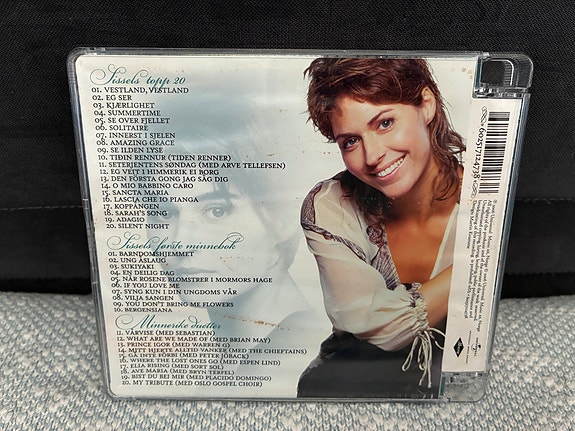 Sissels topp 20
01. VESTLAND, VESTLAND
02. EG SER
03. KJÆRLIGHET
04. SUMMERTIME
05. SE OVER FJELLET
06. SOLITAIRE
07. INNERST I SJELEN
08. AMAZING GRACE
09. SE ILDEN LYSE
10. TIÐIN RENNUR (TIDEN RENNER)
11. SETERJENTENS SØNDAG (MED ARVE TELLEFSEN)
12. EG VEIT I HIMMERIK EI BORG
13. DEN FÖRSTA GONG JAG SÅG DIG
14. O MIO BABBINO CARO
15. SANCTA MARIA
16. LASCIA CHE IO PIANGA
17. KOPPÅNGEN
18. SARAH'S SONG
19. ADAGIO
20. SILENT NIGHT
Sissels første minnebok
01. BARNDOMSHJEMMET
02. UNG ÅSLAUG
03. SUKIYAKI
04. EN DEILIG DAG
05. NÅR ROSENE BLOMSTRER I MORMORS HAGE
06. IF YOU LOVE ME
07. SYNG KUN I DIN UNGDOMS VÅR
08. VILJA SANGEN
09. YOU DON'T BRING ME FLOWERS
10. BERGENSIANA
Minnerike duetter
11. VÅRVISE (MED SEBASTIAN)
12. WHAT ARE WE MADE OF (MED BRIAN MAY)
13. PRINCE IGOR (MED WARREN G)
14. MITT HJERTE ALLTID VANKER (MED THE CHIEFTAINS)
15. GÅ INTE FÖRBI (MED PETER JÖBACK)
16. WHERE THE LOST ONES GO (MED ESPEN LIND)
17. ELIA RISING (MED SORT SOL)
18. AVE MARIA (MED BRYN TERFEL)
19. BIST DU BEI MIR (MED PLACIDO DOMINGO)
20. MY TRIBUTE (MED OSLO GOSPEL CHOIR)